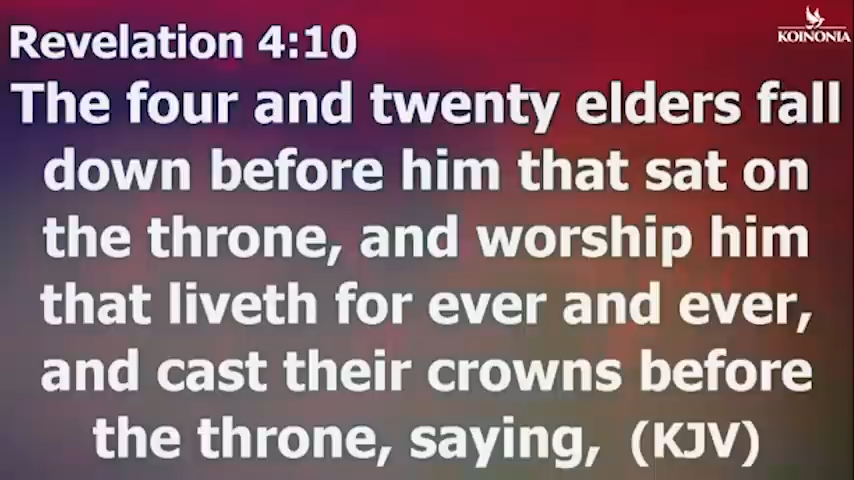 KOINONIA
Revelation 4:10
The four and twenty elders fall
down before him that sat on
the throne, and worship him
that liveth for ever and ever,
and cast their crowns before
the throne, saying, (KJV)